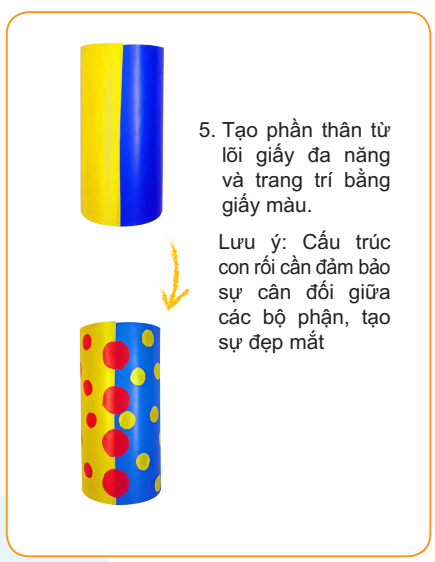 5. Tạo phần thân từ
lõi giấy đa năng
và trang trí bằng
giấy màu.
Lưu ý: Cấu trúc
con rối cần đảm bảo
sự cân đối giữa
các bộ phận, tạo
sự đẹp mắt